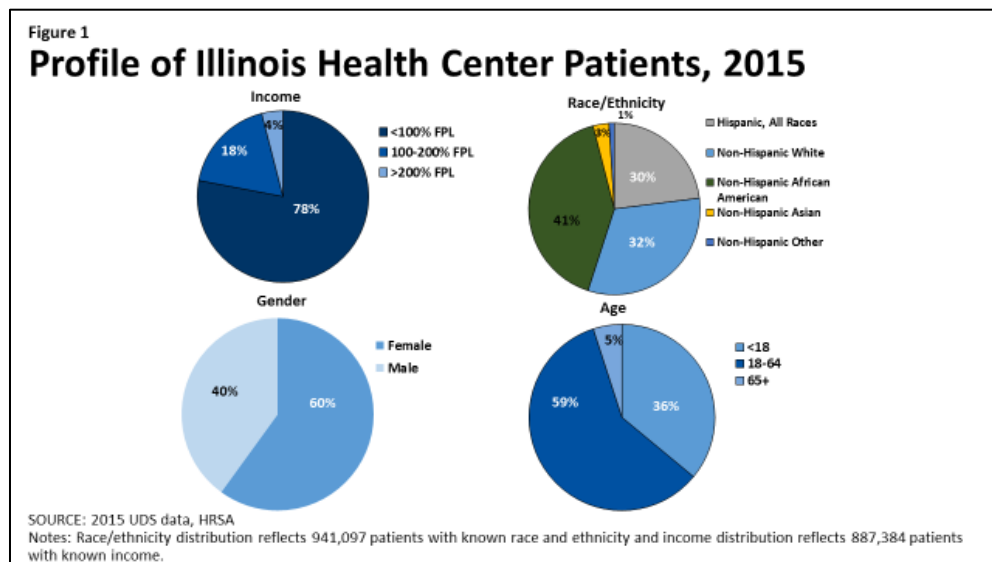 Figure 1
Profile of Illinois Health Center Patients, 2015
Income
4%
18%
78%
<100% FPL
100-200% FPL
>200% FPL
Race/Ethnicity
1%
3%
30%
41%
32%
Hispanic, All Races
Non-Hispanic White
Non-Hispanic African
American
Non-Hispanic Asian
Non-Hispanic Other
Gender
40%
60%
Female
Male
Age
5%
59%
36%
<18
18-64
65+
SOURCE: 2015 UDS data, HRSA
Notes: Race/ethnicity distribution reflects 941,097 patients with known race and ethnicity and income distribution reflects 887,384 patients
with known income.